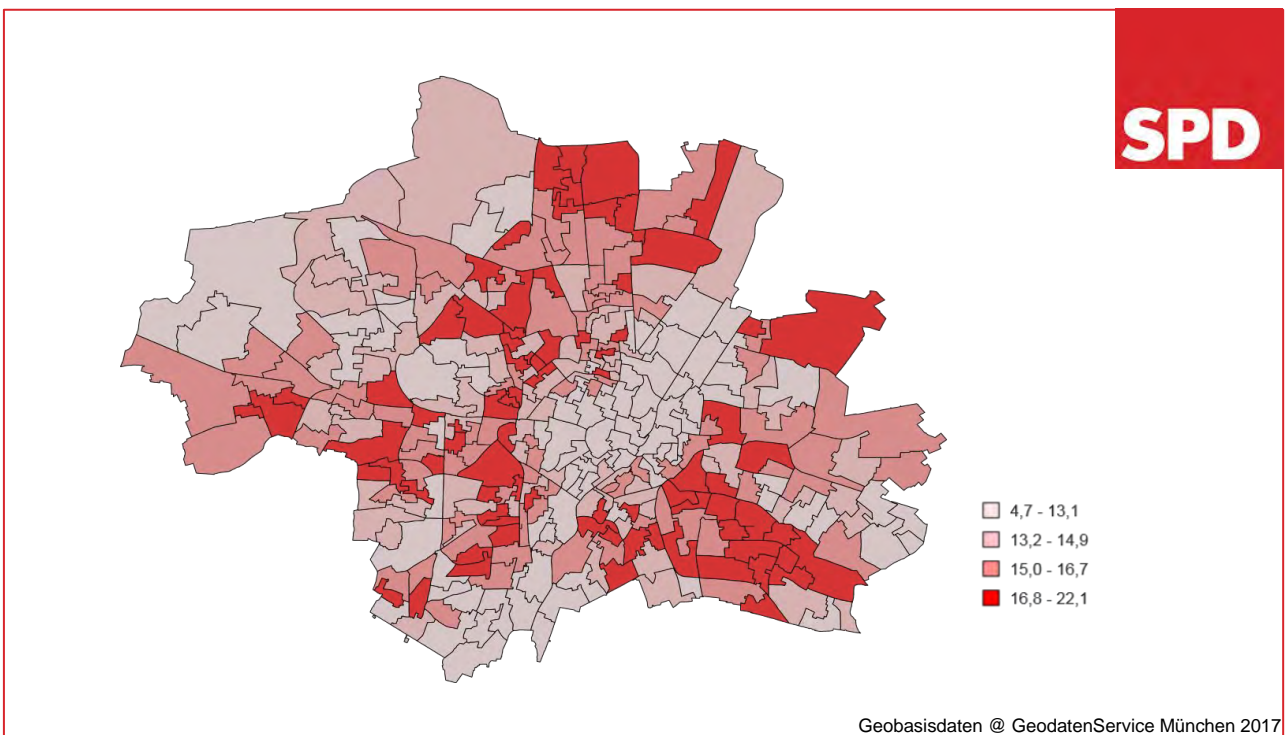 SPD
4,7 - 13,1
13,2 - 14,9
15,0 - 16,7
16,8 - 22,1
Geobasisdaten @ GeodatenService München 2017